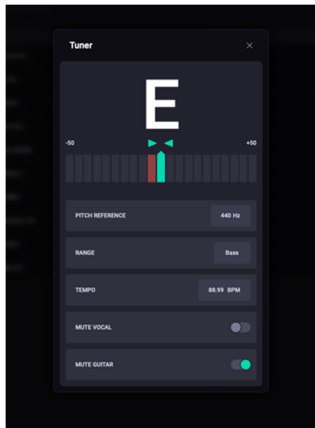 Tuner
E
-50 +50
PITCH REFERENCE 440 Hz
RANGE Bass
TEMPO 88.99 BPM
MUTE VOCAL
MUTE GUITAR